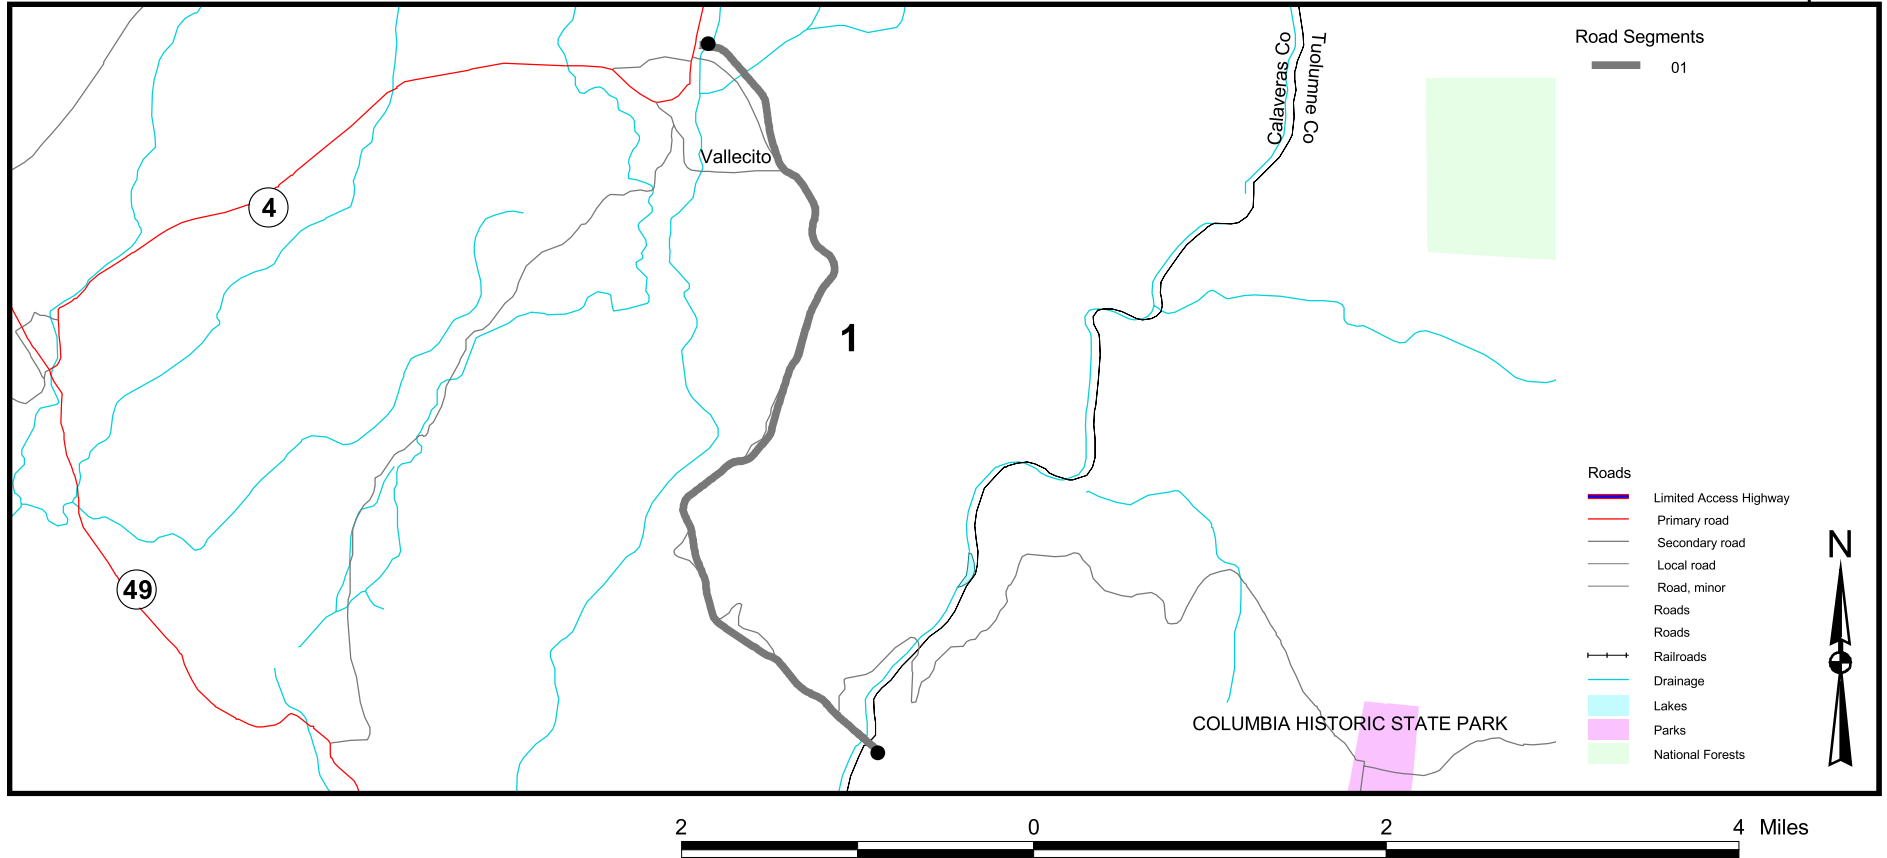 Road Segments
01
Calaveras Co
Tuolumne Co
Vallecito
4
1
49
COLUMBIA HISTORIC STATE PARK
Roads
Limited Access Highway
Primary road
Secondary road
Local road
Road, minor
Roads
Roads
Railroads
Drainage
Lakes
Parks
National Forests
N
2 0 2 4 Miles